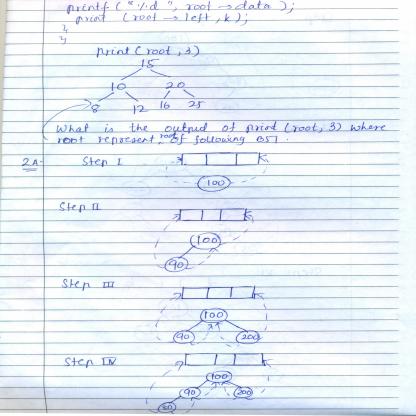 printf ("%d ", root → data );
print (root → left, k);
}
}
print (root, 3)
15
10 20
8 12 16 25
What is the output of print (root, 3) where
root represent root of following BST.
2A- Step I
100
Step II
100
90
Step III
100
90 200
Step IV
100
90 200